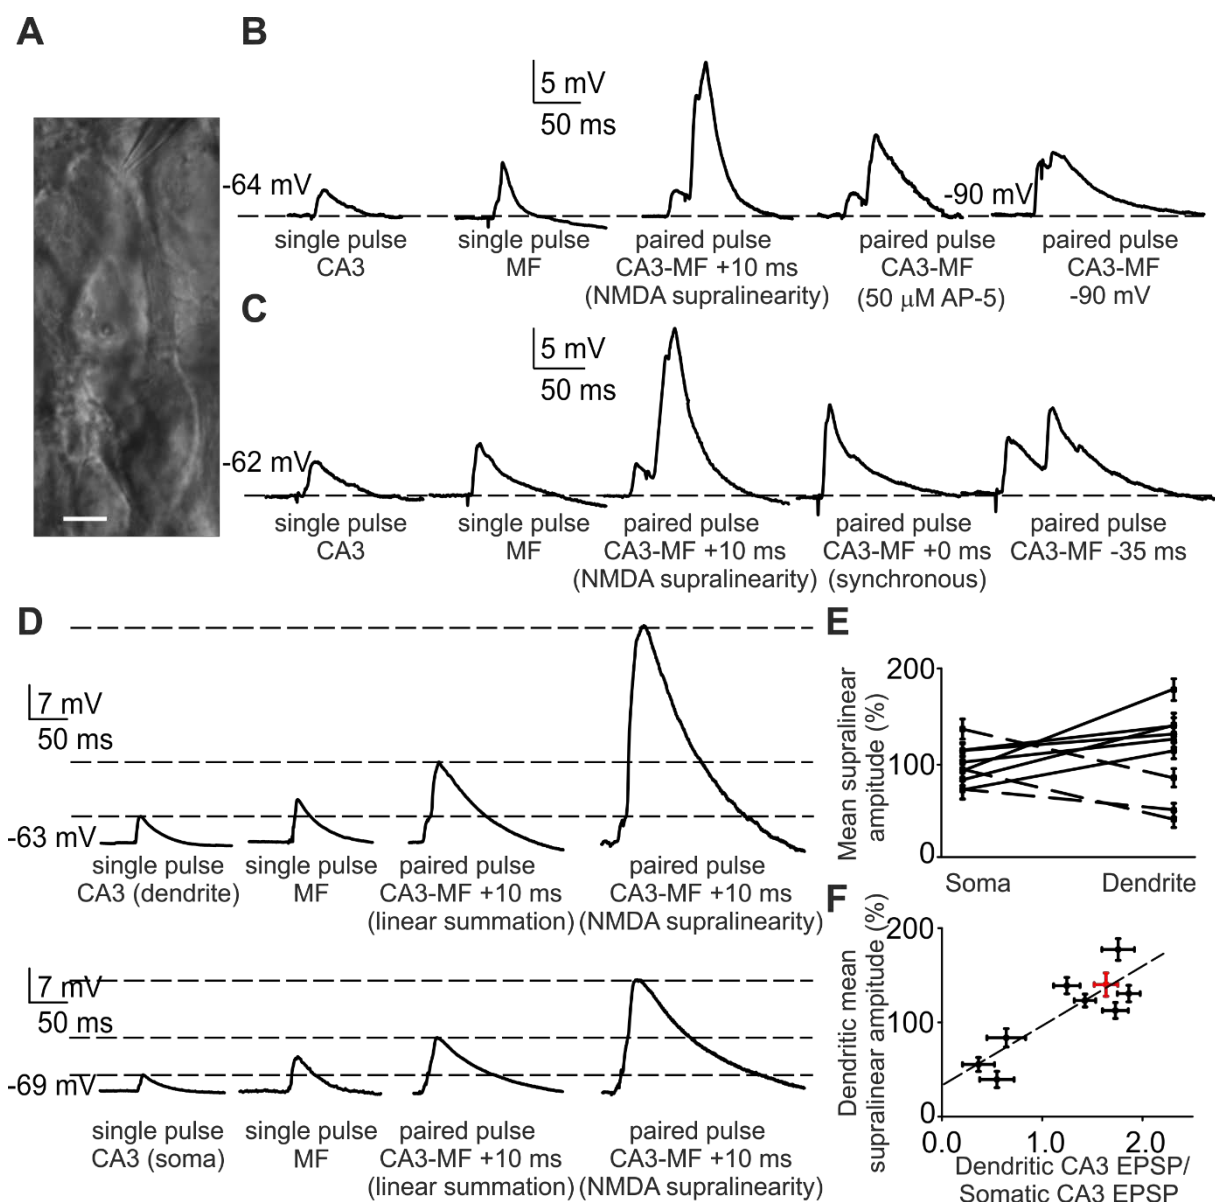 A
B
5 mV
50 ms
-64 mV
-90 mV
single pulse
CA3
single pulse
MF
paired pulse
CA3-MF +10 ms
(NMDA supralinearity)
paired pulse
CA3-MF
(50 μM AP-5)
paired pulse
CA3-MF
-90 mV
C
5 mV
50 ms
-62 mV
single pulse
CA3
single pulse
MF
paired pulse
CA3-MF +10 ms
(NMDA supralinearity)
paired pulse
CA3-MF +0 ms
(synchronous)
paired pulse
CA3-MF -35 ms
D
7 mV
50 ms
-63 mV
single pulse
CA3 (dendrite)
single pulse
MF
paired pulse
CA3-MF +10 ms
(linear summation)
paired pulse
CA3-MF +10 ms
(NMDA supralinearity)
7 mV
50 ms
-69 mV
single pulse
CA3 (soma)
single pulse
MF
paired pulse
CA3-MF +10 ms
(linear summation)
paired pulse
CA3-MF +10 ms
(NMDA supralinearity)
E
Mean supralinear
ampitude (%)
200
100
0
Soma
Dendrite
F
Dendritic mean
supralinear amplitude (%)
200
100
0
0.0
1.0
2.0
Dendritic CA3 EPSP/
Somatic CA3 EPSP